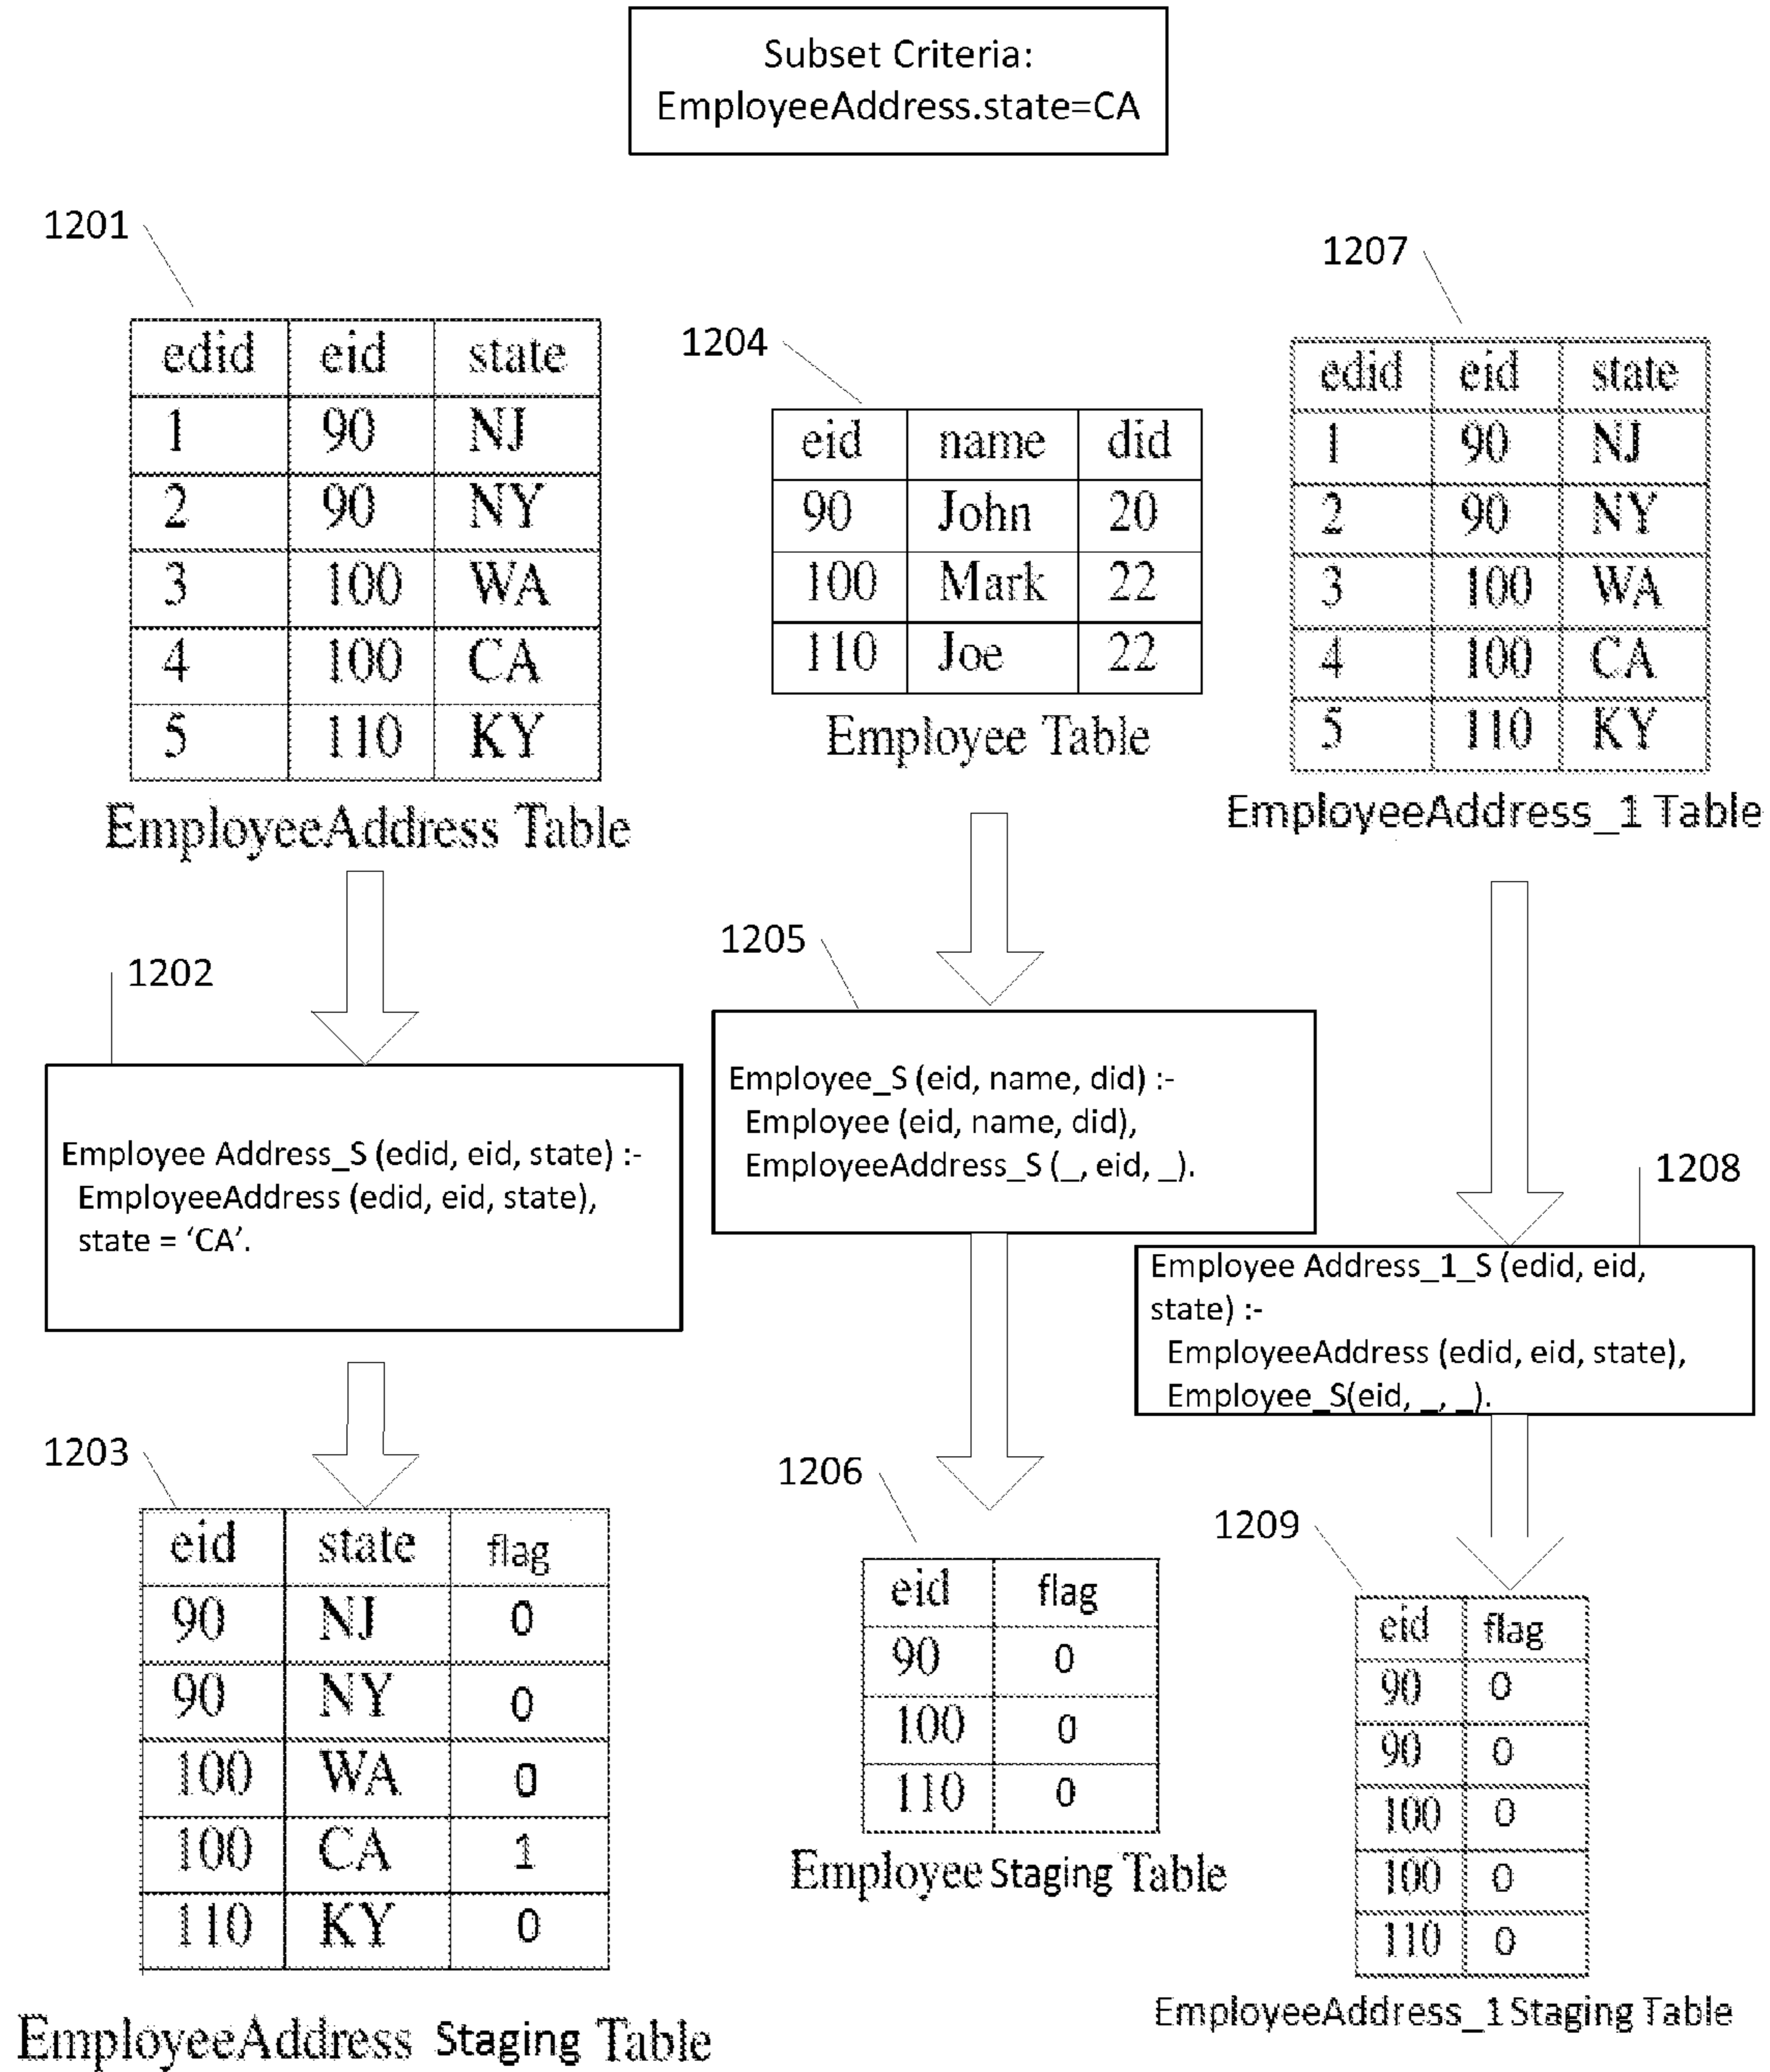 Subset Criteria:
EmployeeAddress.state=CA
1201
edid eid state
1 90 NJ
2 90 NY
3 100 WA
4 100 CA
5 110 KY
EmployeeAddress Table
1204
eid name did
90 John 20
100 Mark 22
110 Joe 22
Employee Table
1207
edid eid state
1 90 NJ
2 90 NY
3 100 WA
4 100 CA
5 110 KY
EmployeeAddress_1 Table
1202
Employee Address_S (edid, eid, state) :-
EmployeeAddress (edid, eid, state),
state = ‘CA’.
1205
Employee_S (eid, name, did) :-
Employee (eid, name, did),
EmployeeAddress_S (_, eid, _).
1208
Employee Address_1_S (edid, eid,
state) :-
EmployeeAddress (edid, eid, state),
Employee_S(eid, _, _).
1203
eid state flag
90 NJ 0
90 NY 0
100 WA 0
100 CA 1
110 KY 0
EmployeeAddress Staging Table
1206
eid flag
90 0
100 0
110 0
Employee Staging Table
1209
eid flag
90 0
90 0
100 0
100 0
110 0
EmployeeAddress_1 Staging Table